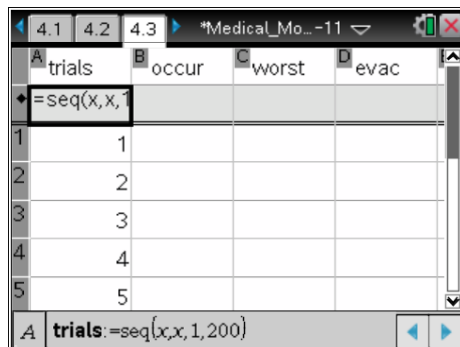 4.1 4.2 4.3 *Medical_Mo…-11
A trials B occur C worst D evac E
=seq(x,x,1
1 1
2 2
3 3
4 4
5 5
A trials:=seq(x,x,1,200)